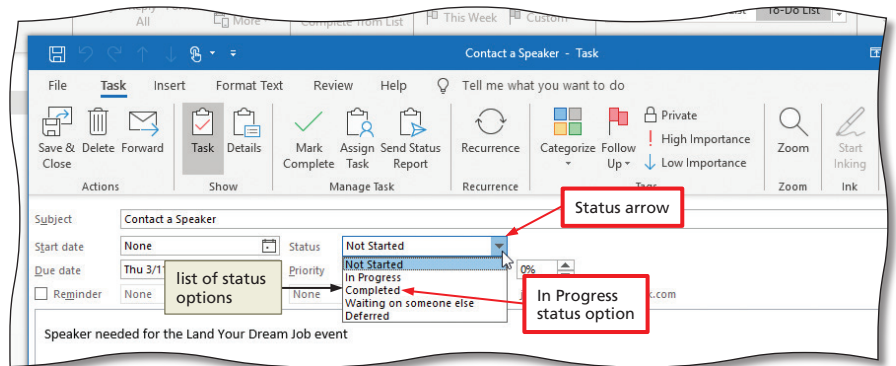 All
More
Complete from List
This Week
Custom
To-Do List
Contact a Speaker - Task
File Task Insert Format Text Review Help Tell me what you want to do
Save & Close
Delete
Forward
Task
Details
Mark Complete
Assign Task
Send Status Report
Recurrence
Categorize
Follow Up
Private
High Importance
Low Importance
Zoom
Start Inking
Actions Show Manage Task Recurrence Tags Zoom Ink
Status arrow
Subject Contact a Speaker
Start date None Status Not Started
Due date Thu 3/1 Priority 0%
Reminder None None .com
Not Started
In Progress
Completed
Waiting on someone else
Deferred
list of status
options
In Progress
status option
Speaker needed for the Land Your Dream Job event